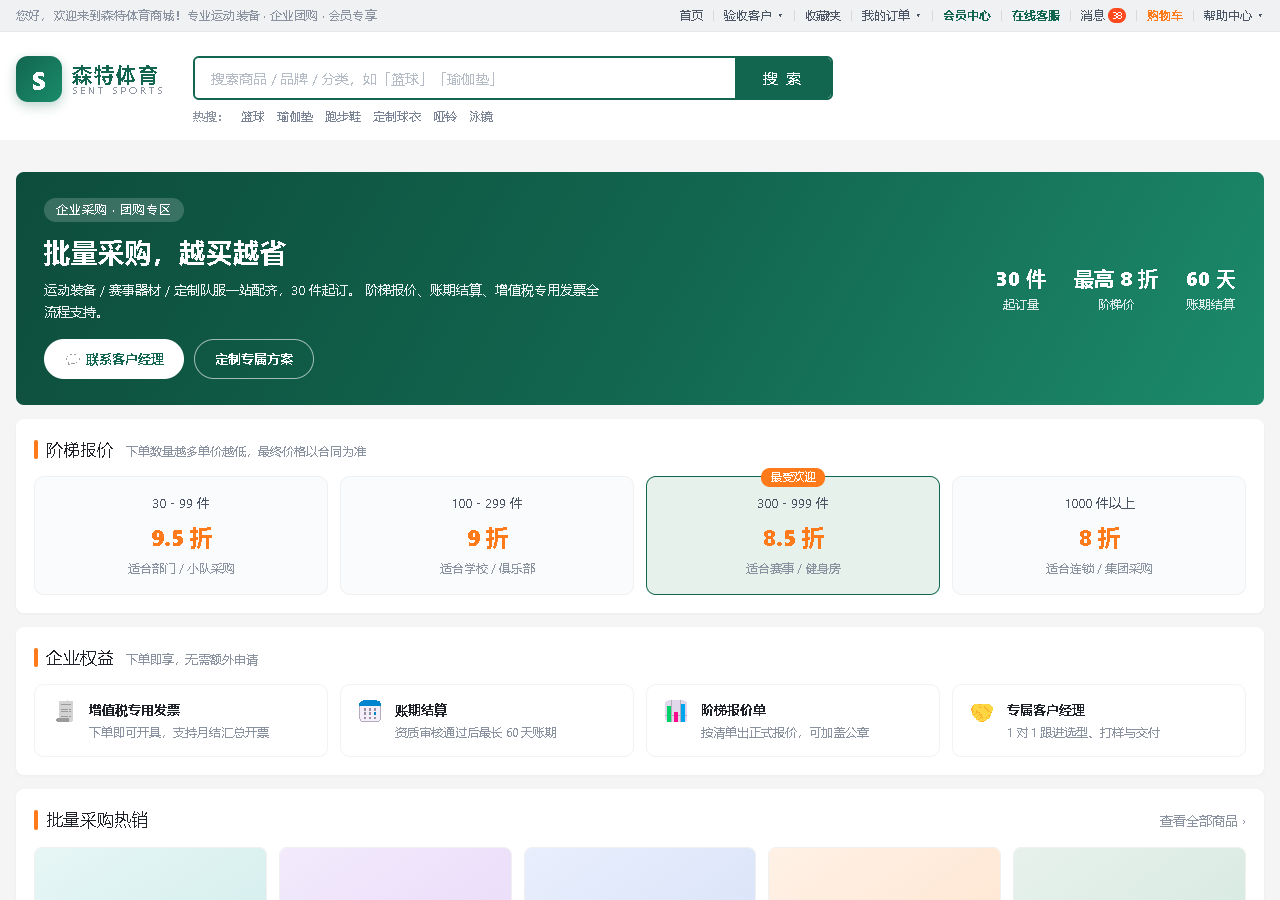 您好，欢迎来到森特体育商城！专业运动装备 · 企业团购 · 会员专享
首页 验收客户 收藏夹 我的订单 会员中心 在线客服 消息 38 购物车 帮助中心
S 森特体育
SENT SPORTS
搜索商品 / 品牌 / 分类，如「篮球」「瑜伽垫」
搜 索
热搜： 篮球 瑜伽垫 跑步鞋 定制球衣 哑铃 泳镜
企业采购 · 团购专区
批量采购，越买越省
运动装备 / 赛事器材 / 定制队服一站配齐，30 件起订。 阶梯报价、账期结算、增值税专用发票全
流程支持。
联系客户经理 定制专属方案
30 件 最高 8 折 60 天
起订量 阶梯价 账期结算
阶梯报价 下单数量越多单价越低，最终价格以合同为准
最受欢迎
30 - 99 件 100 - 299 件 300 - 999 件 1000 件以上
9.5 折 9 折 8.5 折 8 折
适合部门 / 小队采购 适合学校 / 俱乐部 适合赛事 / 健身房 适合连锁 / 集团采购
企业权益 下单即享，无需额外申请
增值税专用发票 账期结算 阶梯报价单 专属客户经理
下单即可开具，支持月结汇总开票 资质审核通过后最长 60 天账期 按清单出正式报价，可加盖公章 1 对 1 跟进选型、打样与交付
批量采购热销 查看全部商品 ›